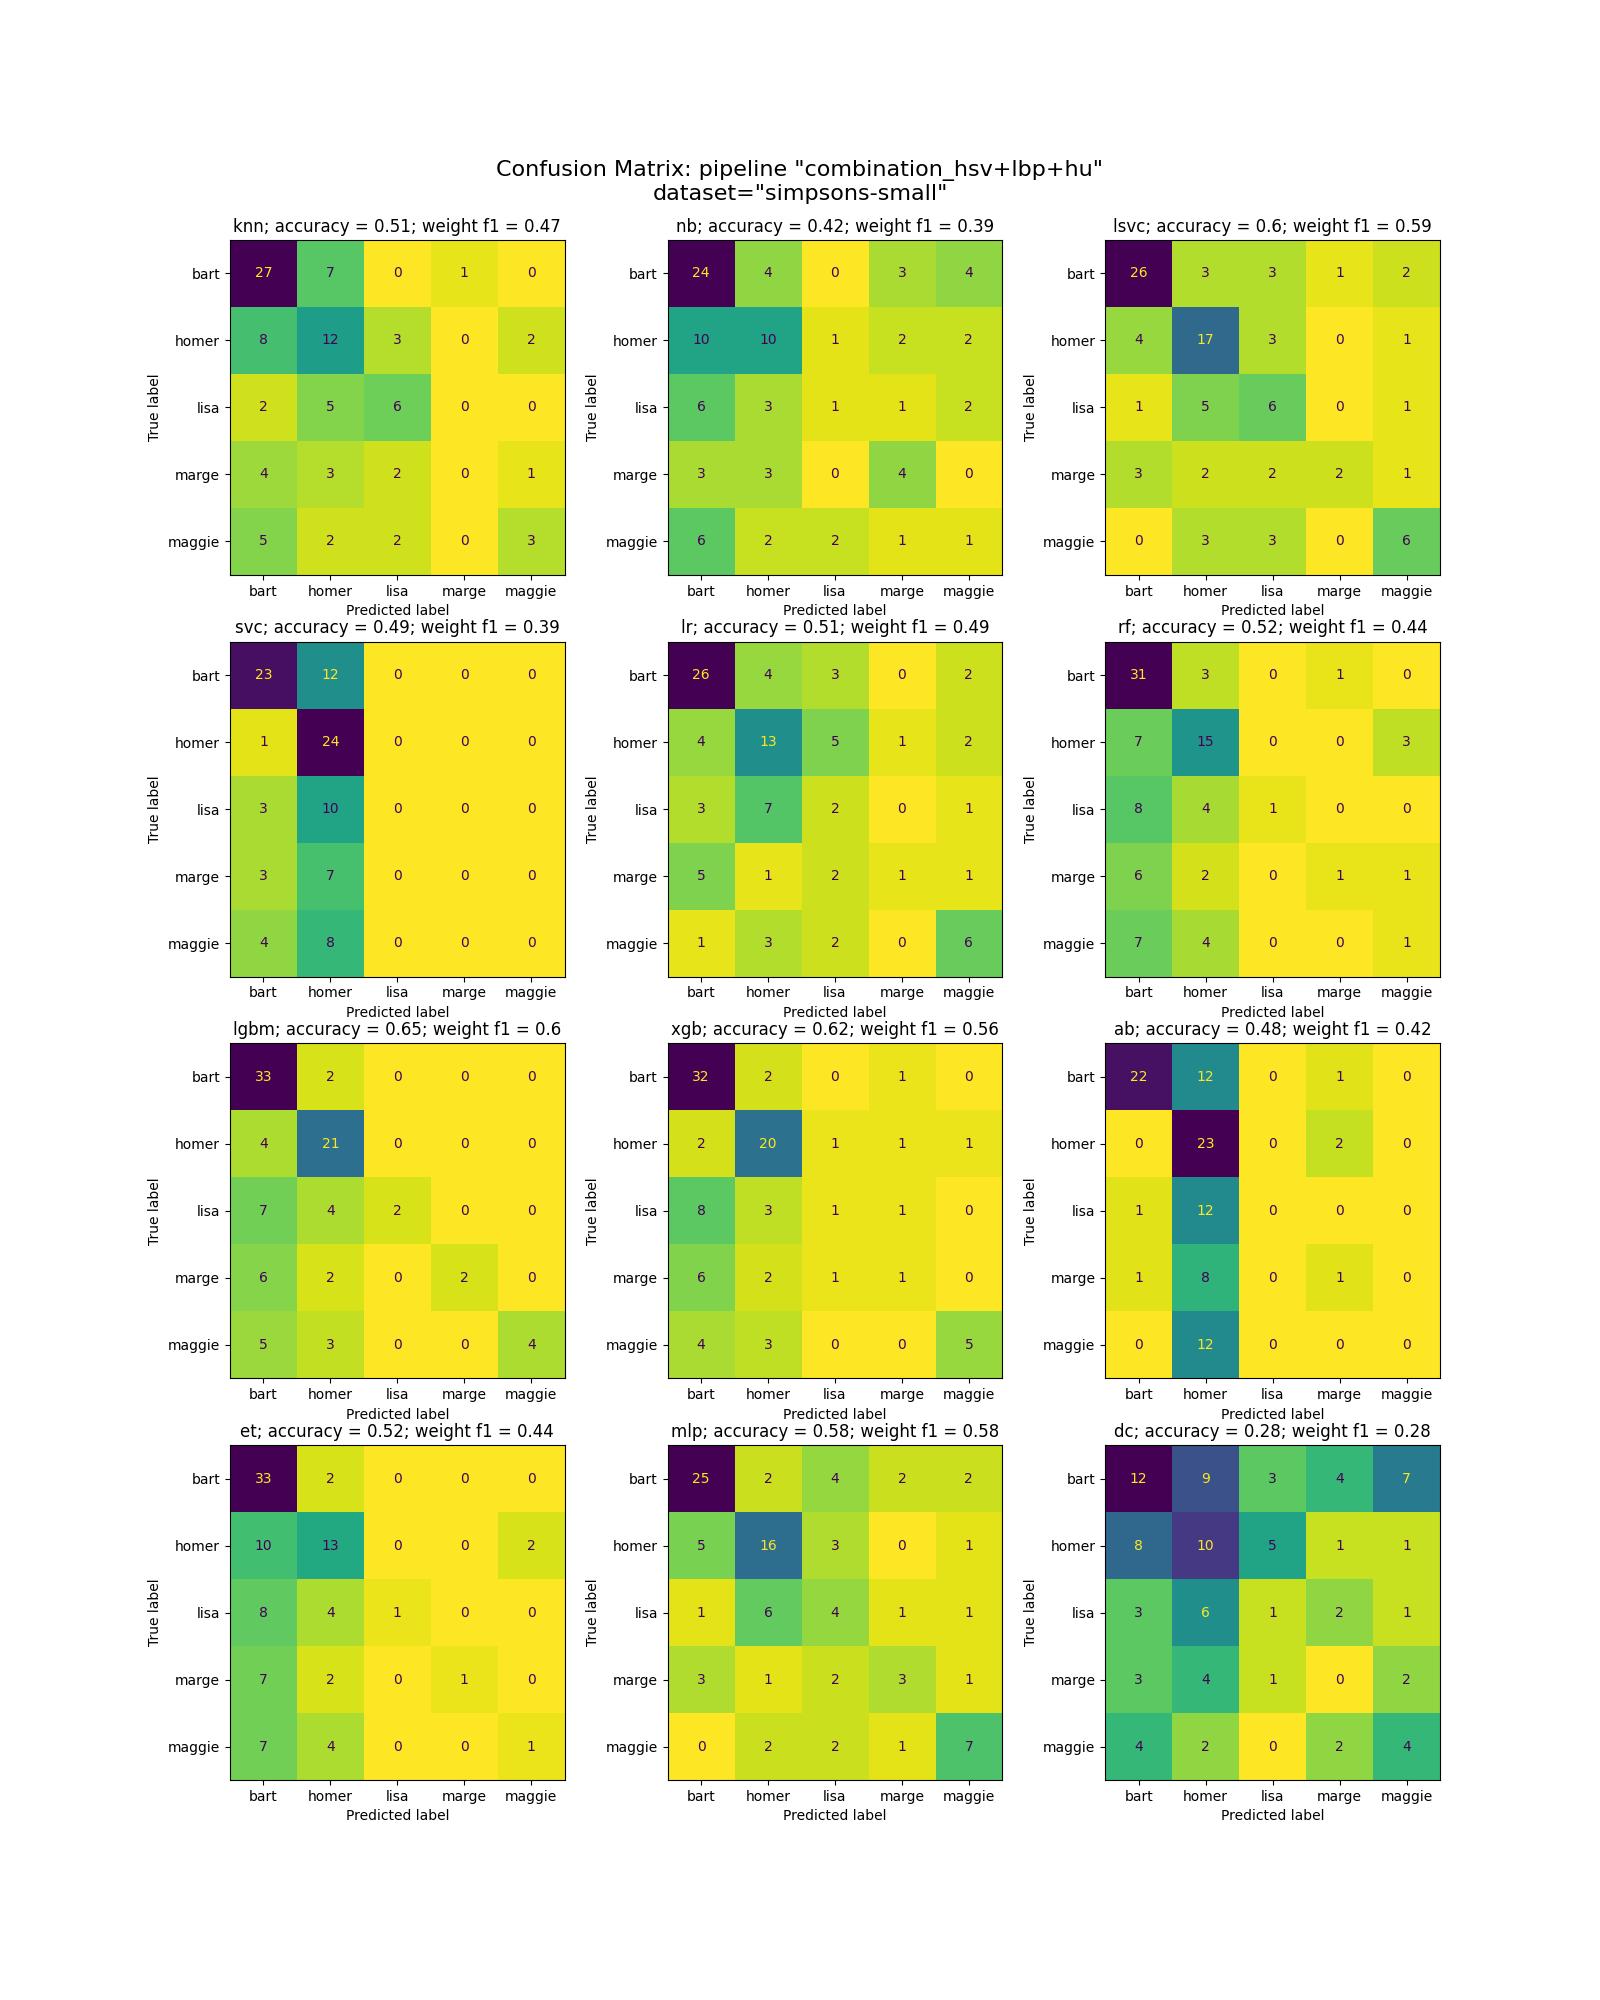 Confusion Matrix: pipeline "combination_hsv+lbp+hu"
dataset="simpsons-small"
knn; accuracy = 0.51; weight f1 = 0.47
True label
bart 27 7 0 1 0
homer 8 12 3 0 2
lisa 2 5 6 0 0
marge 4 3 2 0 1
maggie 5 2 2 0 3
bart homer lisa marge maggie
Predicted label
nb; accuracy = 0.42; weight f1 = 0.39
True label
bart 24 4 0 3 4
homer 10 10 1 2 2
lisa 6 3 1 1 2
marge 3 3 0 4 0
maggie 6 2 2 1 1
bart homer lisa marge maggie
Predicted label
lsvc; accuracy = 0.6; weight f1 = 0.59
True label
bart 26 3 3 1 2
homer 4 17 3 0 1
lisa 1 5 6 0 1
marge 3 2 2 2 1
maggie 0 3 3 0 6
bart homer lisa marge maggie
Predicted label
svc; accuracy = 0.49; weight f1 = 0.39
True label
bart 23 12 0 0 0
homer 1 24 0 0 0
lisa 3 10 0 0 0
marge 3 7 0 0 0
maggie 4 8 0 0 0
bart homer lisa marge maggie
Predicted label
lr; accuracy = 0.51; weight f1 = 0.49
True label
bart 26 4 3 0 2
homer 4 13 5 1 2
lisa 3 7 2 0 1
marge 5 1 2 1 1
maggie 1 3 2 0 6
bart homer lisa marge maggie
Predicted label
rf; accuracy = 0.52; weight f1 = 0.44
True label
bart 31 3 0 1 0
homer 7 15 0 0 3
lisa 8 4 1 0 0
marge 6 2 0 1 1
maggie 7 4 0 0 1
bart homer lisa marge maggie
Predicted label
lgbm; accuracy = 0.65; weight f1 = 0.6
True label
bart 33 2 0 0 0
homer 4 21 0 0 0
lisa 7 4 2 0 0
marge 6 2 0 2 0
maggie 5 3 0 0 4
bart homer lisa marge maggie
Predicted label
xgb; accuracy = 0.62; weight f1 = 0.56
True label
bart 32 2 0 1 0
homer 2 20 1 1 1
lisa 8 3 1 1 0
marge 6 2 1 1 0
maggie 4 3 0 0 5
bart homer lisa marge maggie
Predicted label
ab; accuracy = 0.48; weight f1 = 0.42
True label
bart 22 12 0 1 0
homer 0 23 0 2 0
lisa 1 12 0 0 0
marge 1 8 0 1 0
maggie 0 12 0 0 0
bart homer lisa marge maggie
Predicted label
et; accuracy = 0.52; weight f1 = 0.44
True label
bart 33 2 0 0 0
homer 10 13 0 0 2
lisa 8 4 1 0 0
marge 7 2 0 1 0
maggie 7 4 0 0 1
bart homer lisa marge maggie
Predicted label
mlp; accuracy = 0.58; weight f1 = 0.58
True label
bart 25 2 4 2 2
homer 5 16 3 0 1
lisa 1 6 4 1 1
marge 3 1 2 3 1
maggie 0 2 2 1 7
bart homer lisa marge maggie
Predicted label
dc; accuracy = 0.28; weight f1 = 0.28
True label
bart 12 9 3 4 7
homer 8 10 5 1 1
lisa 3 6 1 2 1
marge 3 4 1 0 2
maggie 4 2 0 2 4
bart homer lisa marge maggie
Predicted label